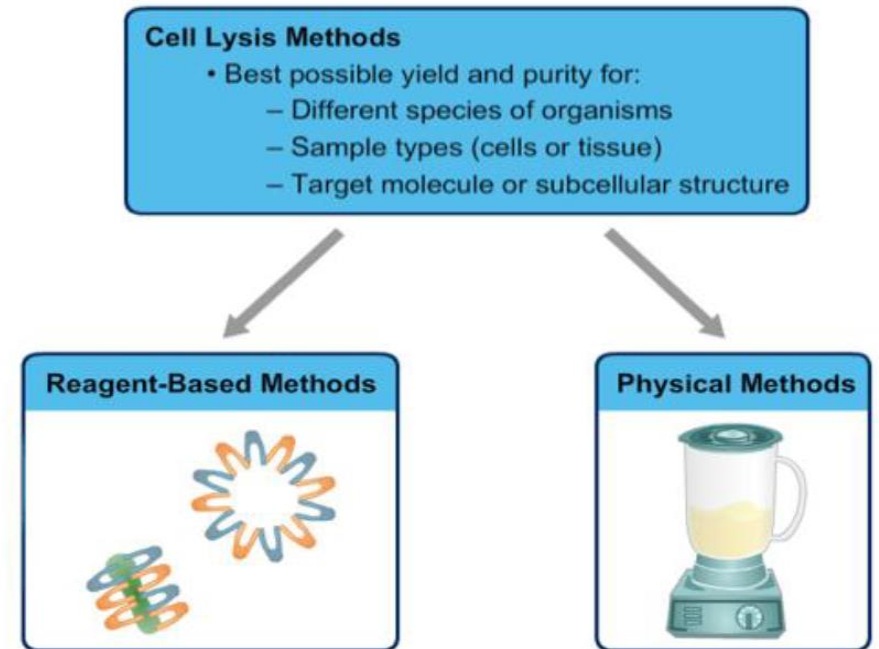 Cell Lysis Methods
• Best possible yield and purity for:
– Different species of organisms
– Sample types (cells or tissue)
– Target molecule or subcellular structure
Reagent-Based Methods
Physical Methods